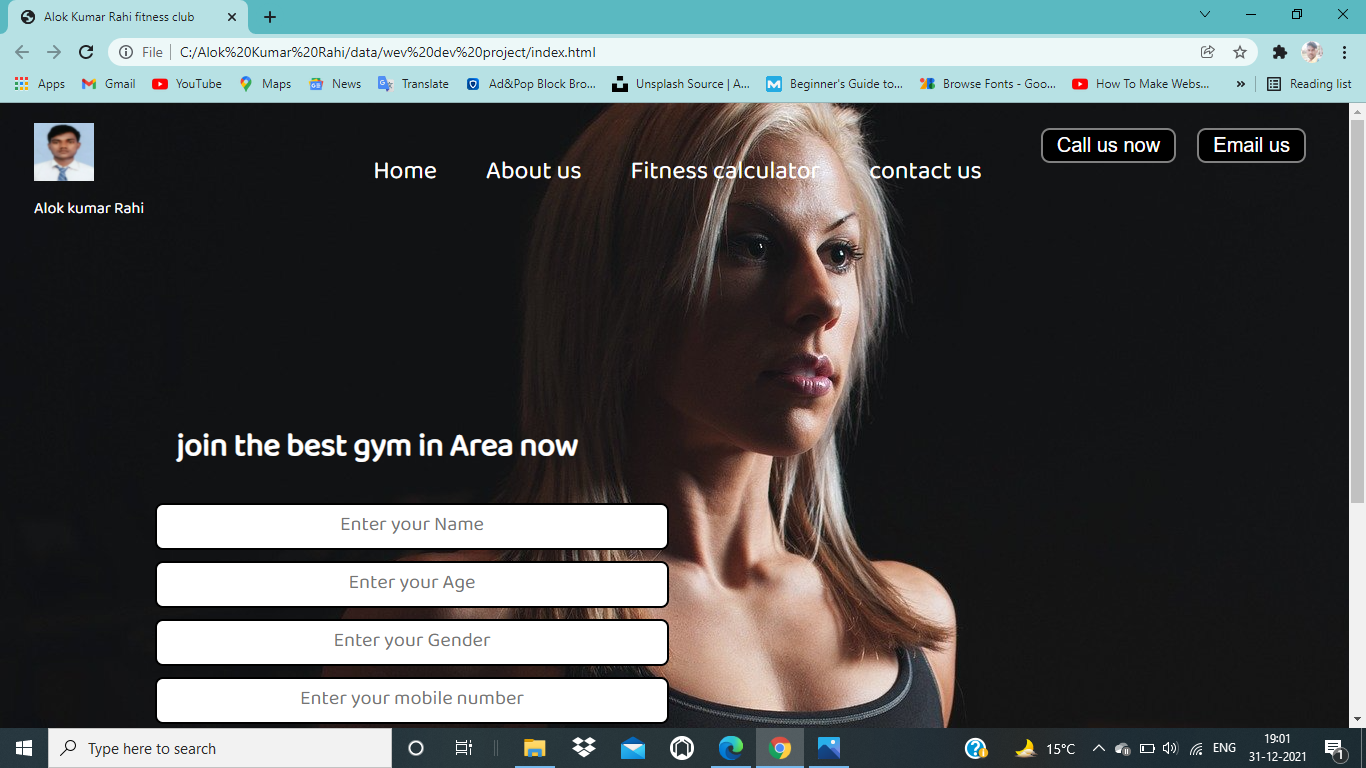 Alok Kumar Rahi fitness club
File
C:/Alok%20Kumar%20Rahi/data/wev%20dev%20project/index.html
Apps Gmail YouTube Maps News Translate Ad&Pop Block Bro... Unsplash Source | A... Beginner's Guide to... Browse Fonts - Goo... How To Make Webs... » Reading list
Call us now Email us
Home About us Fitness calculator contact us
Alok kumar Rahi
join the best gym in Area now
Enter your Name
Enter your Age
Enter your Gender
Enter your mobile number
Type here to search
15°C
ENG
19:01
31-12-2021
1